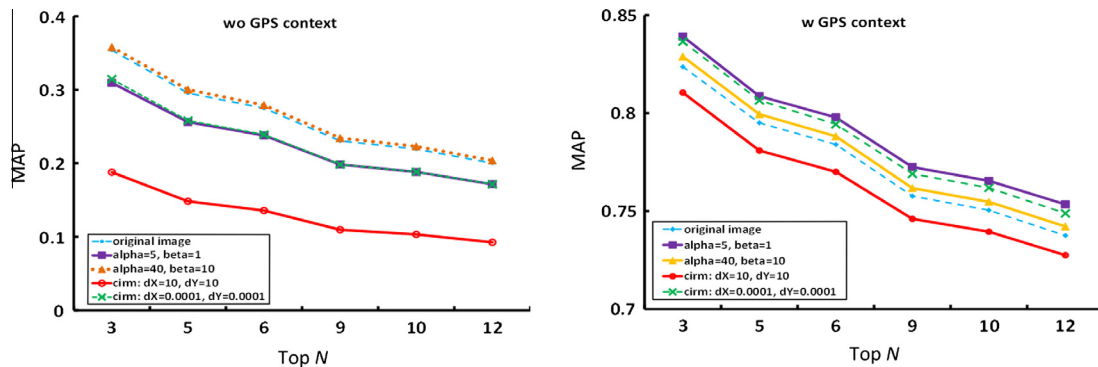 wo GPS context
MAP
0.4
0.3
0.2
0.1
0
original image
alpha=5, beta=1
alpha=40, beta=10
cirm: dX=10, dY=10
cirm: dX=0.0001, dY=0.0001
3 5 6 9 10 12
Top N
w GPS context
MAP
0.85
0.8
0.75
0.7
original image
alpha=5, beta=1
alpha=40, beta=10
cirm: dX=10, dY=10
cirm: dX=0.0001, dY=0.0001
3 5 6 9 10 12
Top N